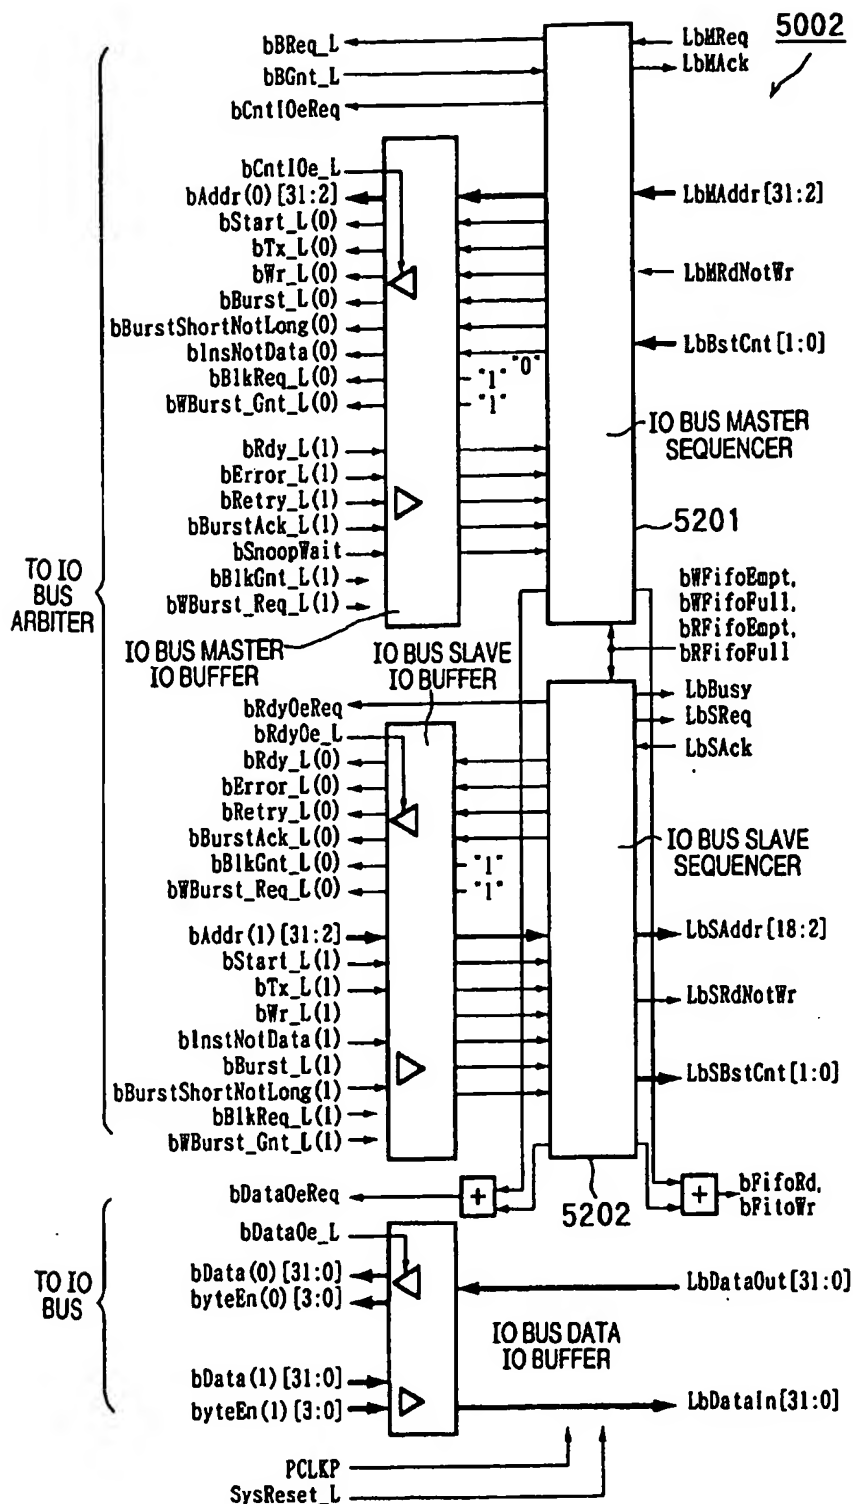 5002
bBReq_L
LbMReq
bBGnt_L
LbMAck
bCntlOeReq
bCntlOe_L
bAddr(0)[31:2]
LbMAddr[31:2]
bStart_L(0)
bTx_L(0)
bWr_L(0)
LbMRdNotWr
bBurst_L(0)
bBurstShortNotLong(0)
LbBstCnt[1:0]
bInsNotData(0)
"0"
bBlkReq_L(0)
"1"
bWBurst_Gnt_L(0)
"1"
IO BUS MASTER
SEQUENCER
bRdy_L(1)
bError_L(1)
bRetry_L(1)
bBurstAck_L(1)
5201
bSnoopWait
bBlkGnt_L(1)
bWBurst_Req_L(1)
TO IO
BUS
ARBITER
bWFifoEmpt,
bWFifoFull,
bRFifoEmpt,
bRFifoFull
IO BUS MASTER
IO BUFFER
IO BUS SLAVE
IO BUFFER
bRdyOeReq
LbBusy
LbSReq
bRdyOe_L
LbSAck
bRdy_L(0)
bError_L(0)
bRetry_L(0)
bBurstAck_L(0)
IO BUS SLAVE
SEQUENCER
bBlkGnt_L(0)
"1"
bWBurst_Req_L(0)
"1"
bAddr(1)[31:2]
LbSAddr[18:2]
bStart_L(1)
bTx_L(1)
LbSRdNotWr
bWr_L(1)
bInstNotData(1)
bBurst_L(1)
LbSBstCnt[1:0]
bBurstShortNotLong(1)
bBlkReq_L(1)
bWBurst_Gnt_L(1)
bDataOeReq
+
5202
+
bFifoRd,
bFitoWr
bDataOe_L
TO IO
BUS
bData(0)[31:0]
LbDataOut[31:0]
byteEn(0)[3:0]
IO BUS DATA
IO BUFFER
bData(1)[31:0]
LbDataIn[31:0]
byteEn(1)[3:0]
PCLKP
SysReset_L